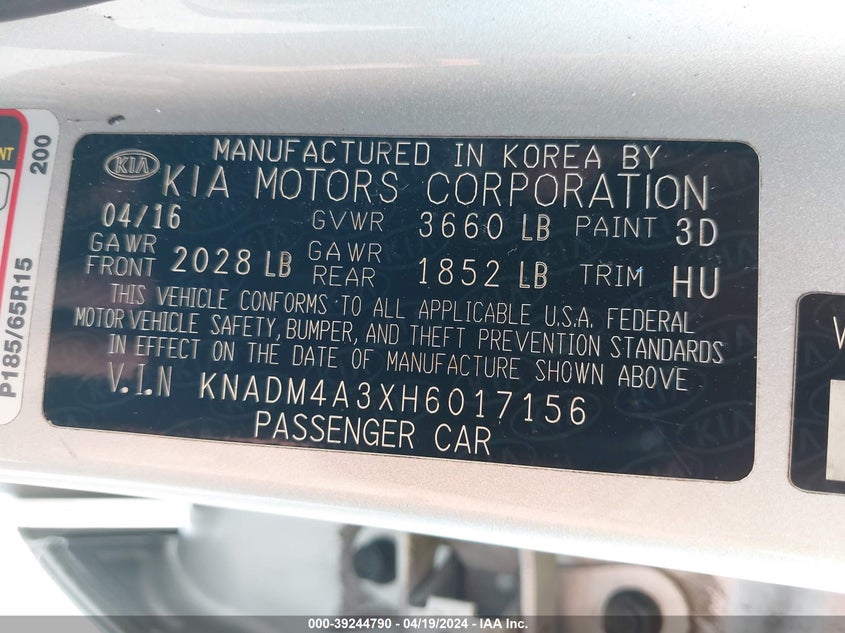 NT
200
P185/65R15
KIA
MANUFACTURED IN KOREA BY
KIA MOTORS CORPORATION
04/16 GVWR 3660 LB PAINT 3D
GAWR FRONT 2028 LB GAWR REAR 1852 LB TRIM HU
THIS VEHICLE CONFORMS TO ALL APPLICABLE U.S.A. FEDERAL
MOTOR VEHICLE SAFETY, BUMPER, AND THEFT PREVENTION STANDARDS
IN EFFECT ON THE DATE OF MANUFACTURE SHOWN ABOVE
V.I.N KNADM4A3XH6017156
PASSENGER CAR
V
000-39244790 - 04/19/2024 - IAA Inc.